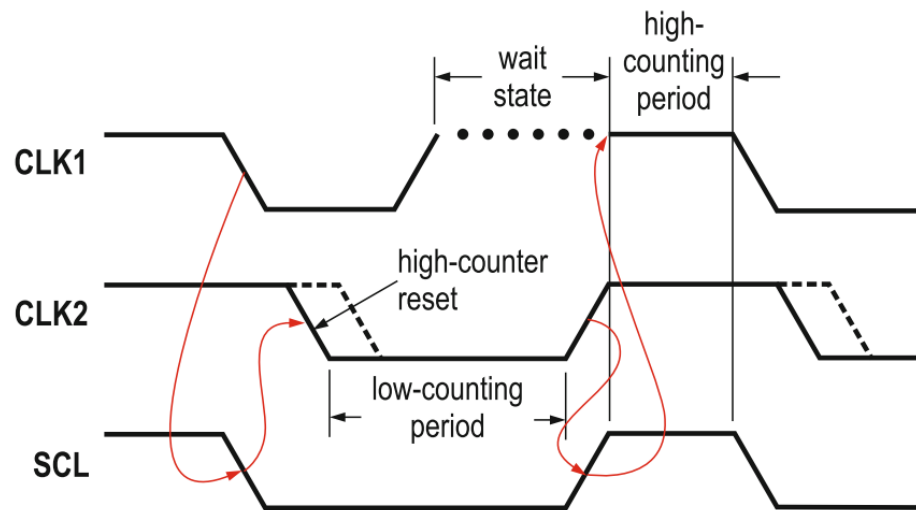 wait
state
high-
counting
period
CLK1
high-counter
reset
CLK2
low-counting
period
SCL